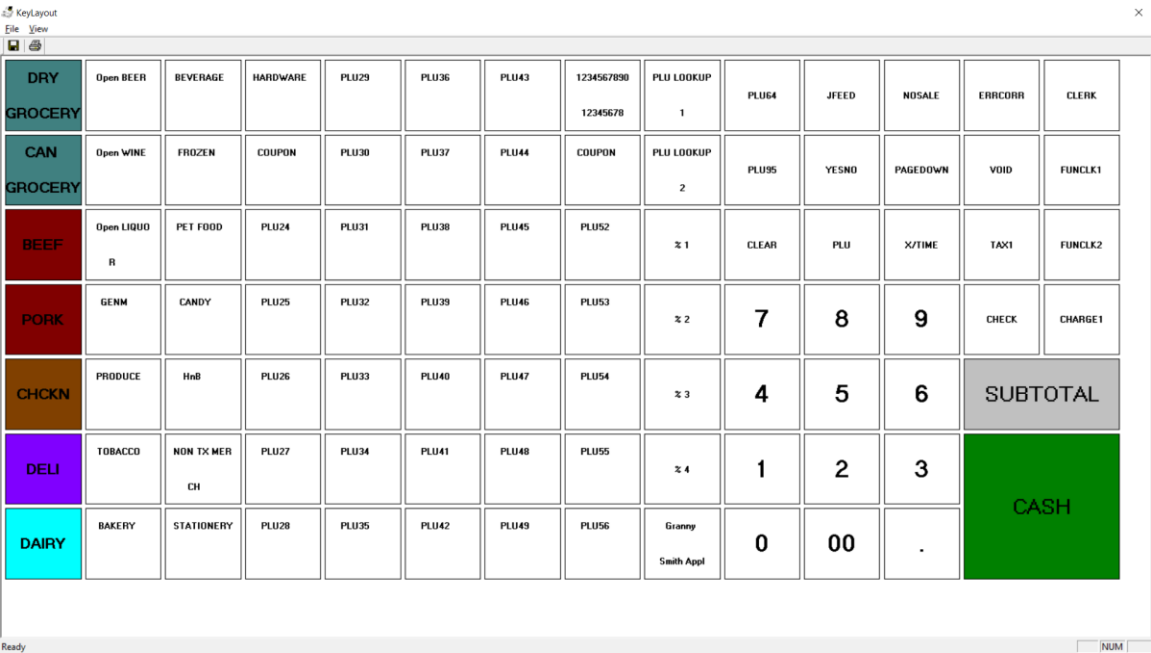 KeyLayout
File View
DRY
GROCERY
Open BEER
BEVERAGE
HARDWARE
PLU29
PLU36
PLU43
1234567890
12345678
PLU LOOKUP
1
PLU64
JFEED
NOSALE
ERRCORR
CLERK
CAN
GROCERY
Open WINE
FROZEN
COUPON
PLU30
PLU37
PLU44
COUPON
PLU LOOKUP
2
PLU95
YESNO
PAGEDOWN
VOID
FUNCLK1
BEEF
Open LIQUO
R
PET FOOD
PLU24
PLU31
PLU38
PLU45
PLU52
% 1
CLEAR
PLU
X/TIME
TAX1
FUNCLK2
PORK
GENM
CANDY
PLU25
PLU32
PLU39
PLU46
PLU53
% 2
7
8
9
CHECK
CHARGE1
CHCKN
PRODUCE
HnB
PLU26
PLU33
PLU40
PLU47
PLU54
% 3
4
5
6
SUBTOTAL
DELI
TOBACCO
NON TX MER
CH
PLU27
PLU34
PLU41
PLU48
PLU55
% 4
1
2
3
CASH
DAIRY
BAKERY
STATIONERY
PLU28
PLU35
PLU42
PLU49
PLU56
Granny
Smith Appl
0
00
.
Ready
NUM